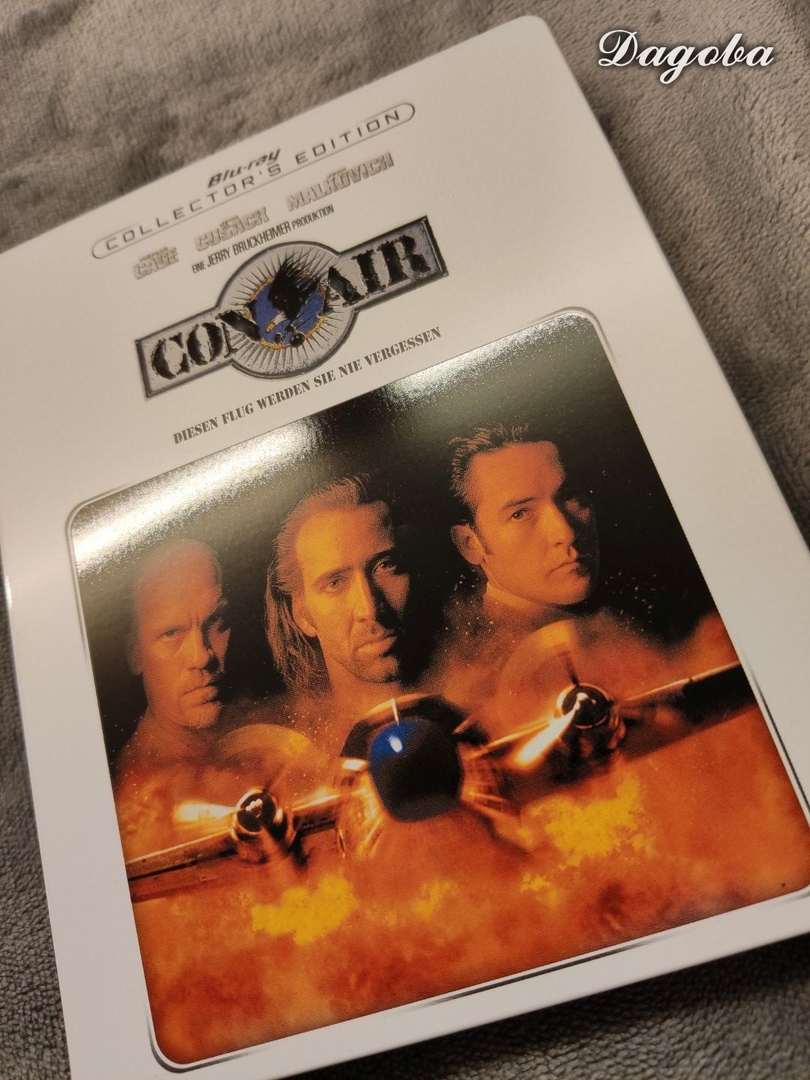 Dagoba
Blu-ray
COLLECTOR'S EDITION
CAGE CUSACK MALKOVICH
EINE JERRY BRUCKHEIMER PRODUKTION
CON AIR
DIESEN FLUG WERDEN SIE NIE VERGESSEN